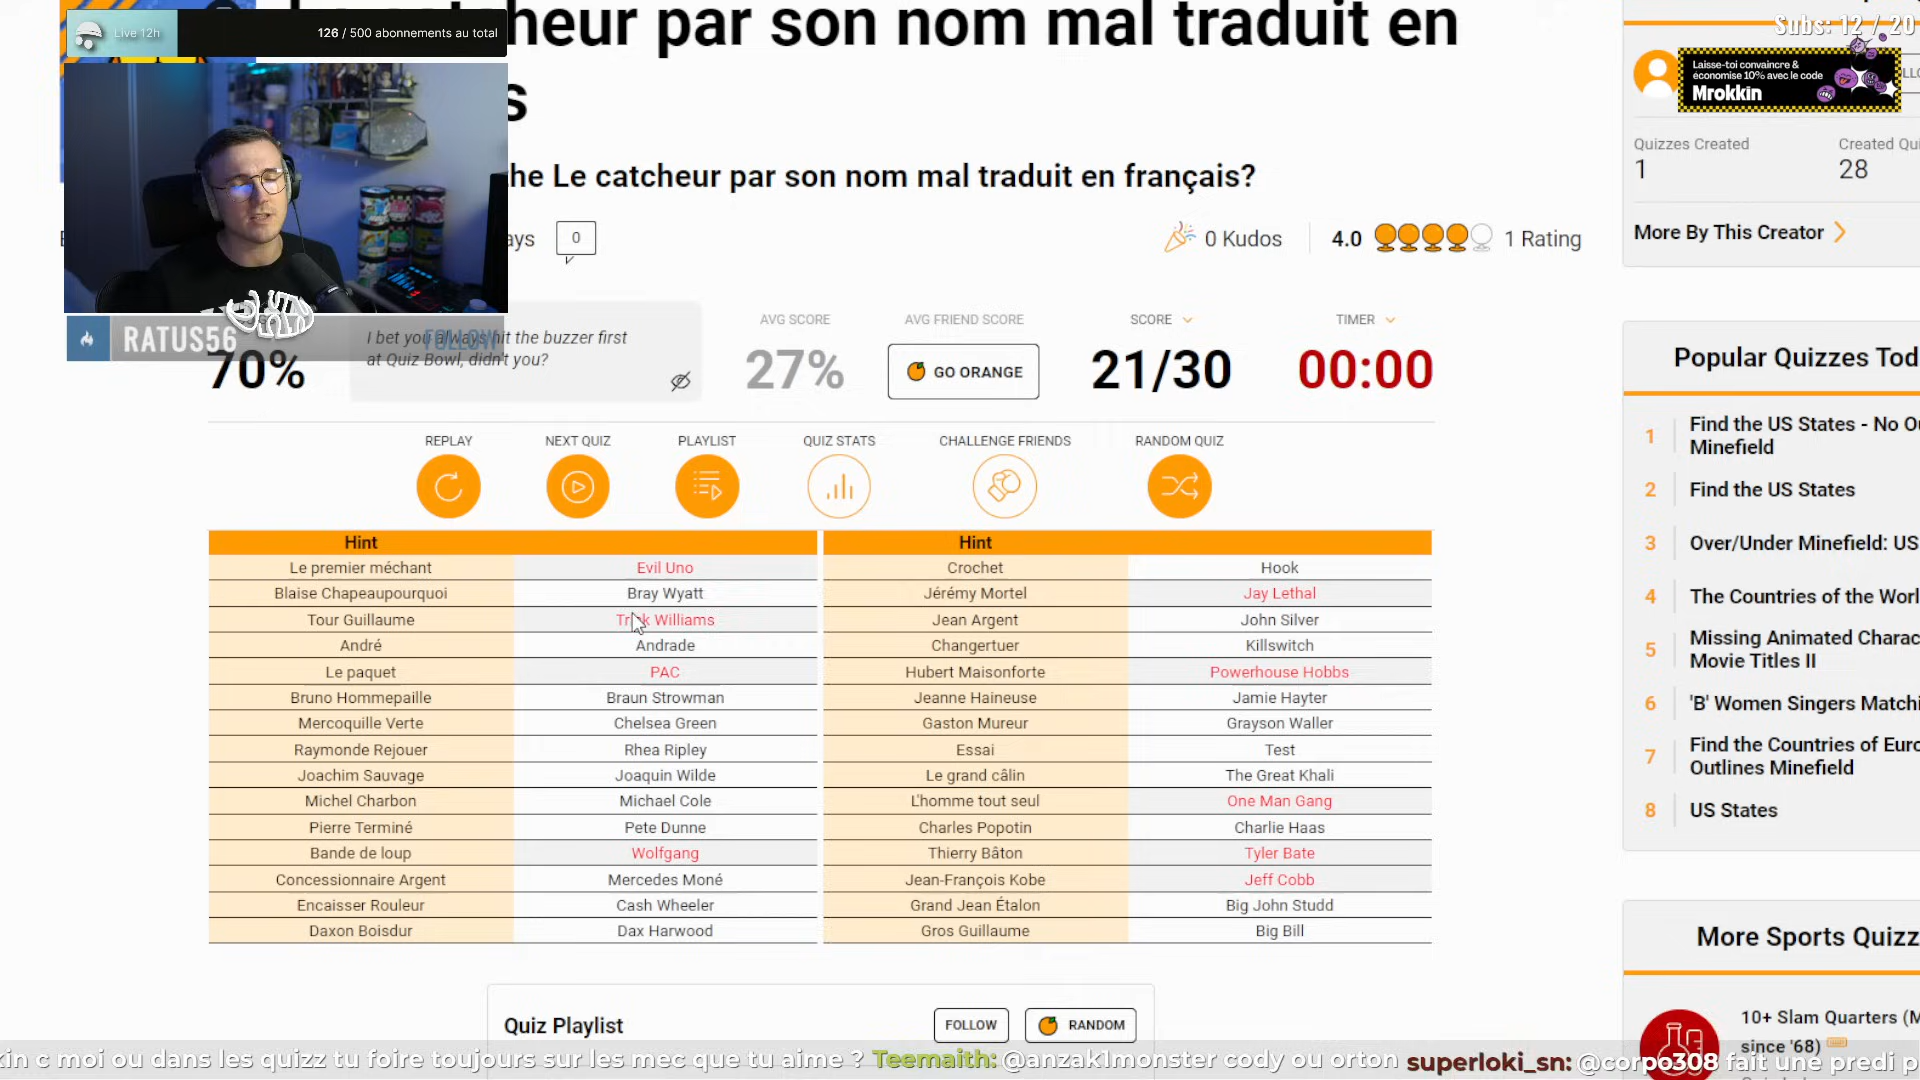 Live 12h
126 / 500 abonnements au total
catcheur par son nom mal traduit en
s
the Le catcheur par son nom mal traduit en français?
ays
0
0 Kudos
4.0
1 Rating
RATUS56
FOLLOW
70%
I bet you always hit the buzzer first
at Quiz Bowl, didn't you?
AVG SCORE
27%
AVG FRIEND SCORE
GO ORANGE
SCORE
21/30
TIMER
00:00
REPLAY
NEXT QUIZ
PLAYLIST
QUIZ STATS
CHALLENGE FRIENDS
RANDOM QUIZ
Hint
Le premier méchant Evil Uno
Blaise Chapeaupourquoi Bray Wyatt
Tour Guillaume Trick Williams
André Andrade
Le paquet PAC
Bruno Hommepaille Braun Strowman
Mercoquille Verte Chelsea Green
Raymonde Rejouer Rhea Ripley
Joachim Sauvage Joaquin Wilde
Michel Charbon Michael Cole
Pierre Terminé Pete Dunne
Bande de loup Wolfgang
Concessionnaire Argent Mercedes Moné
Encaisser Rouleur Cash Wheeler
Daxon Boisdur Dax Harwood
Hint
Crochet Hook
Jérémy Mortel Jay Lethal
Jean Argent John Silver
Changertuer Killswitch
Hubert Maisonforte Powerhouse Hobbs
Jeanne Haineuse Jamie Hayter
Gaston Mureur Grayson Waller
Essai Test
Le grand câlin The Great Khali
L'homme tout seul One Man Gang
Charles Popotin Charlie Haas
Thierry Bâton Tyler Bate
Jean-François Kobe Jeff Cobb
Grand Jean Étalon Big John Studd
Gros Guillaume Big Bill
Quiz Playlist
FOLLOW
RANDOM
Subs: 12 / 20
Laisse-toi convaincre &
économise 10% avec le code
Mrokkin
Quizzes Created
1
Created Qui
28
More By This Creator
Popular Quizzes Tod
1 Find the US States - No Ou
Minefield
2 Find the US States
3 Over/Under Minefield: US
4 The Countries of the Worl
5 Missing Animated Charac
Movie Titles II
6 'B' Women Singers Matchi
7 Find the Countries of Euro
Outlines Minefield
8 US States
More Sports Quizz
10+ Slam Quarters (M
since '68)
kin c moi ou dans les quizz tu foire toujours sur les mec que tu aime ? Teemaith: @anzak1monster cody ou orton superloki_sn: @corpo308 fait une predi p